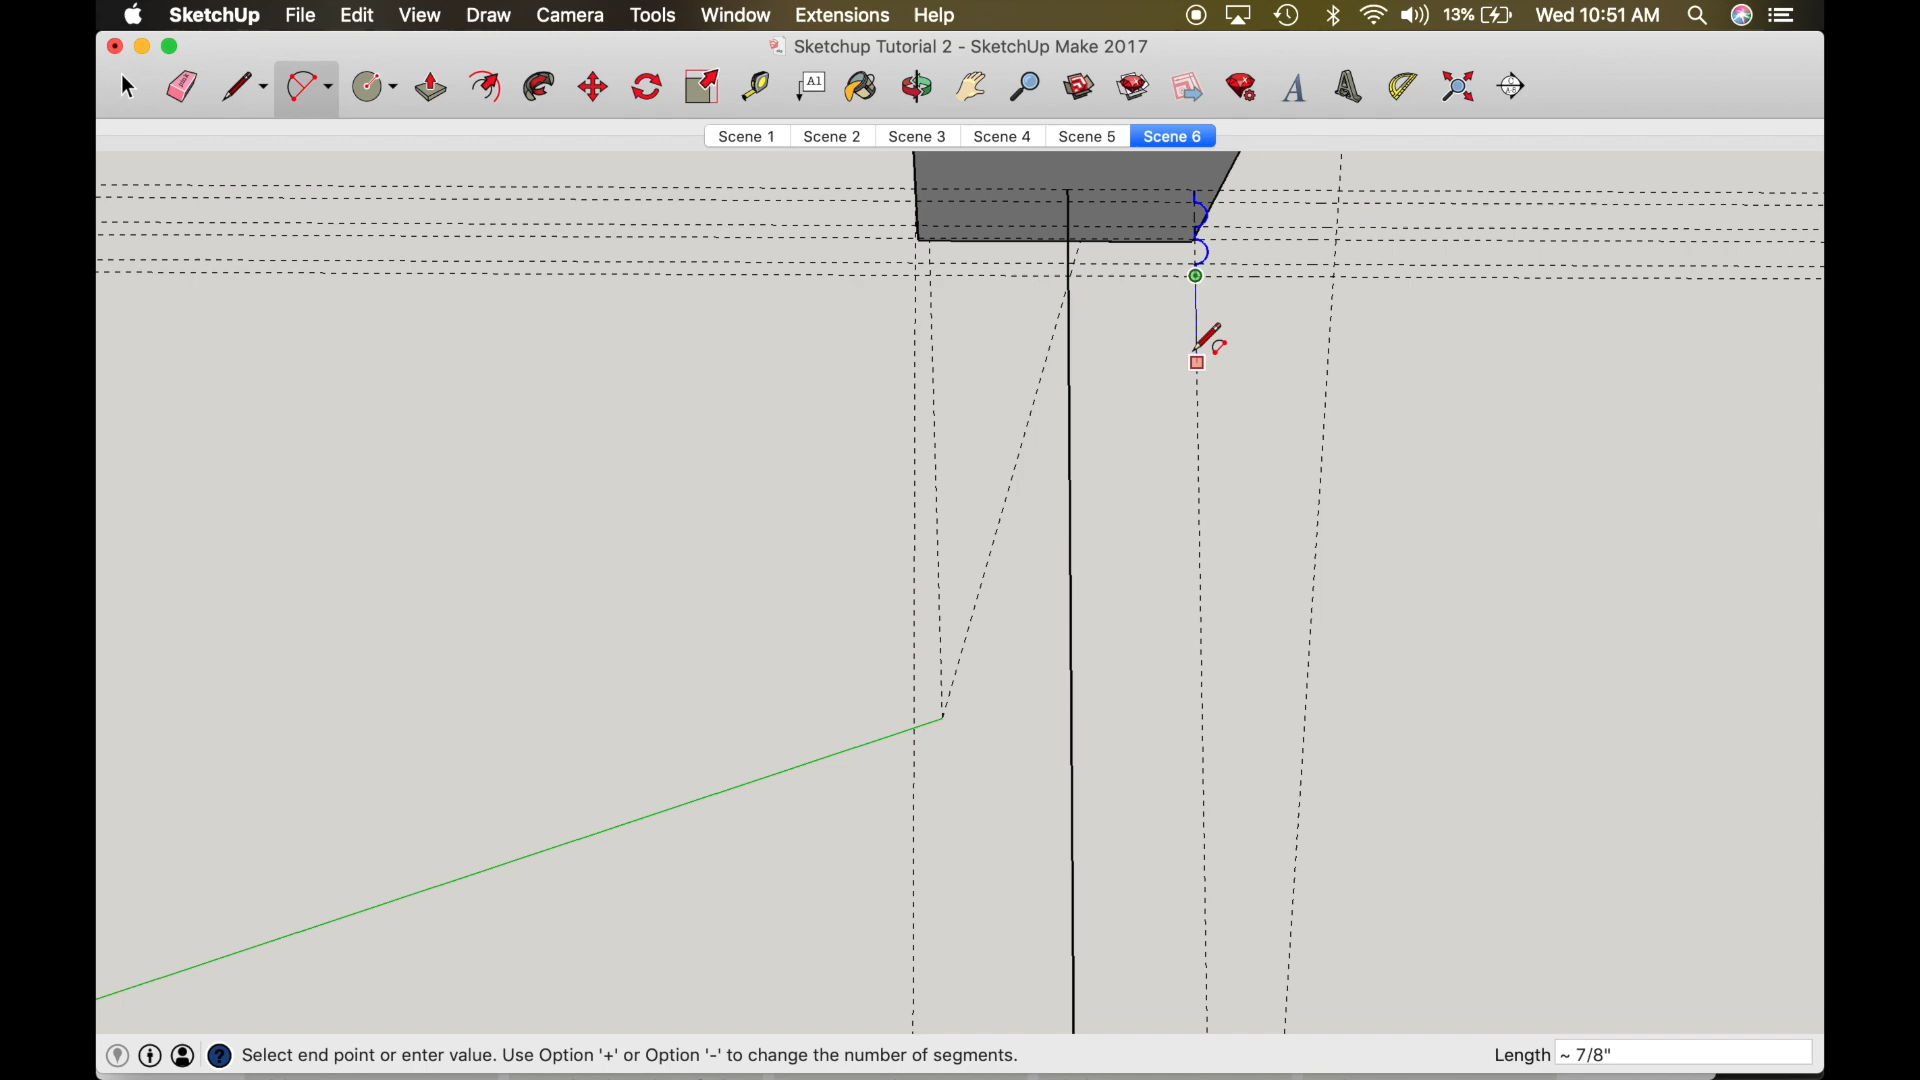 SketchUp File Edit View Draw Camera Tools Window Extensions Help 13% Wed 10:51 AM
Sketchup Tutorial 2 - SketchUp Make 2017
A1
Scene 1 Scene 2 Scene 3 Scene 4 Scene 5 Scene 6
Select end point or enter value. Use Option '+' or Option '-' to change the number of segments. Length ~ 7/8"